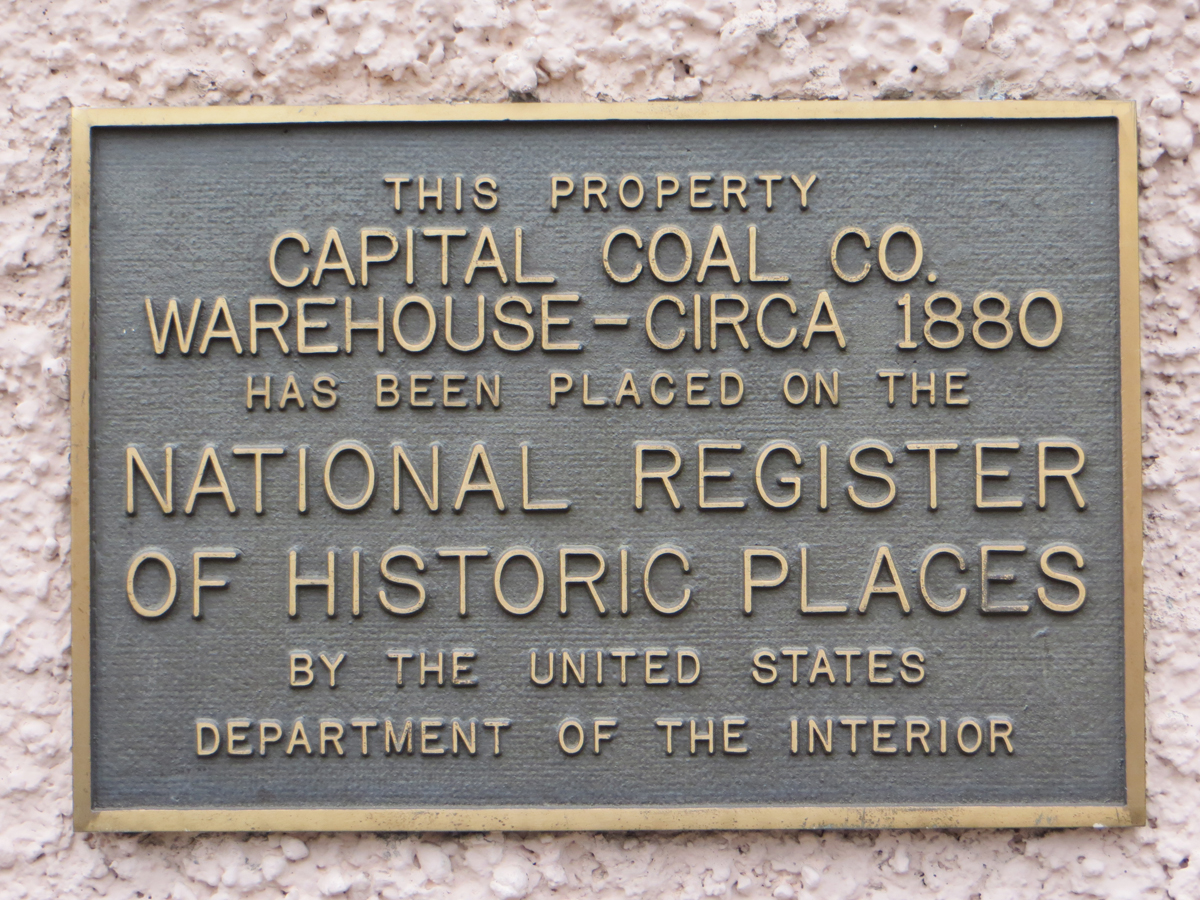 THIS PROPERTY
CAPITAL COAL CO.
WAREHOUSE-CIRCA 1880
HAS BEEN PLACED ON THE
NATIONAL REGISTER
OF HISTORIC PLACES
BY THE UNITED STATES
DEPARTMENT OF THE INTERIOR